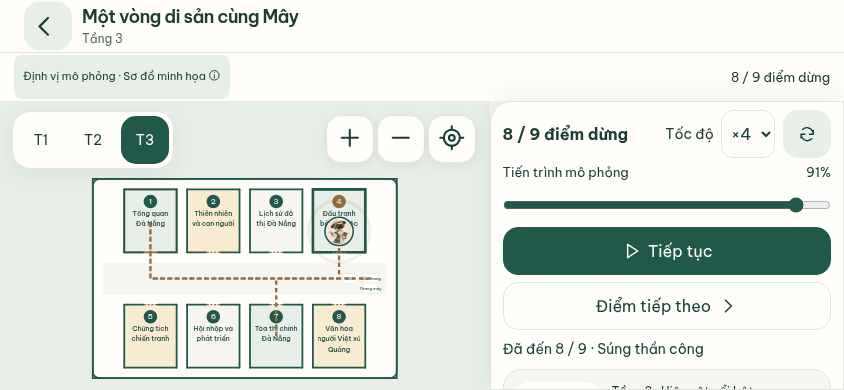 Một vòng di sản cùng Mây
Tầng 3
Định vị mô phỏng · Sơ đồ minh họa ⓘ
8 / 9 điểm dừng
T1
T2
T3
8 / 9 điểm dừng
Tốc độ
×4
Tiến trình mô phỏng
91%
Tiếp tục
Điểm tiếp theo
Đã đến 8 / 9 · Súng thần công
1
Tổng quan
Đà Nẵng
2
Thiên nhiên
và con người
3
Lịch sử đô
thị Đà Nẵng
4
Đấu tranh
Thang máy
5
Chứng tích
chiến tranh
6
Hội nhập và
phát triển
7
Tòa thị chính
Đà Nẵng
8
Văn hóa
người Việt xứ
Quảng